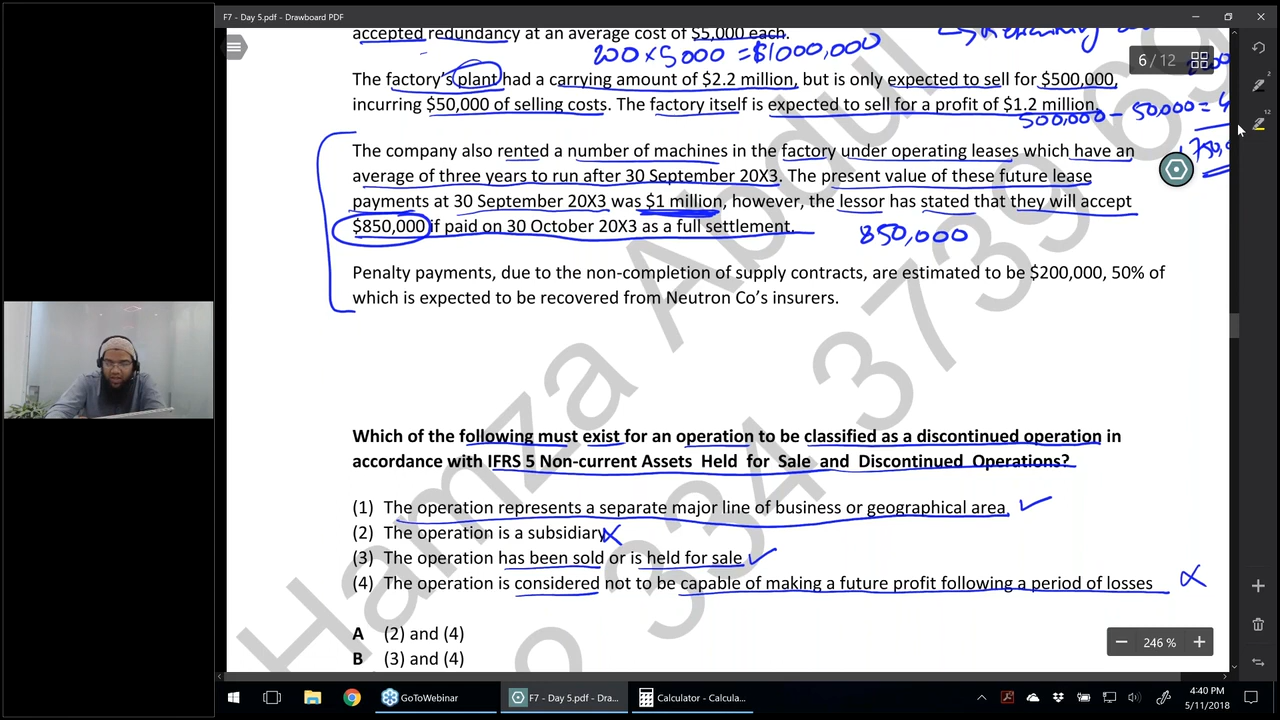 F7 - Day 5.pdf - Drawboard PDF
accepted redundancy at an average cost of $5,000 each.
200 x 5000 = $1000,000
6 / 12
The factory's plant had a carrying amount of $2.2 million, but is only expected to sell for $500,000,
incurring $50,000 of selling costs. The factory itself is expected to sell for a profit of $1.2 million.
500,000 - 50,000 = 4
The company also rented a number of machines in the factory under operating leases which have an
average of three years to run after 30 September 20X3. The present value of these future lease
payments at 30 September 20X3 was $1 million, however, the lessor has stated that they will accept
$850,000 if paid on 30 October 20X3 as a full settlement.
850,000
Penalty payments, due to the non-completion of supply contracts, are estimated to be $200,000, 50% of
which is expected to be recovered from Neutron Co's insurers.
Hamza Abdul
334 3739 69
Which of the following must exist for an operation to be classified as a discontinued operation in
accordance with IFRS 5 Non-current Assets Held for Sale and Discontinued Operations?
(1) The operation represents a separate major line of business or geographical area.
(2) The operation is a subsidiary
(3) The operation has been sold or is held for sale
(4) The operation is considered not to be capable of making a future profit following a period of losses
A (2) and (4)
B (3) and (4)
246 %
GoToWebinar
F7 - Day 5.pdf - Dra...
Calculator - Calcula...
4:40 PM
5/11/2018